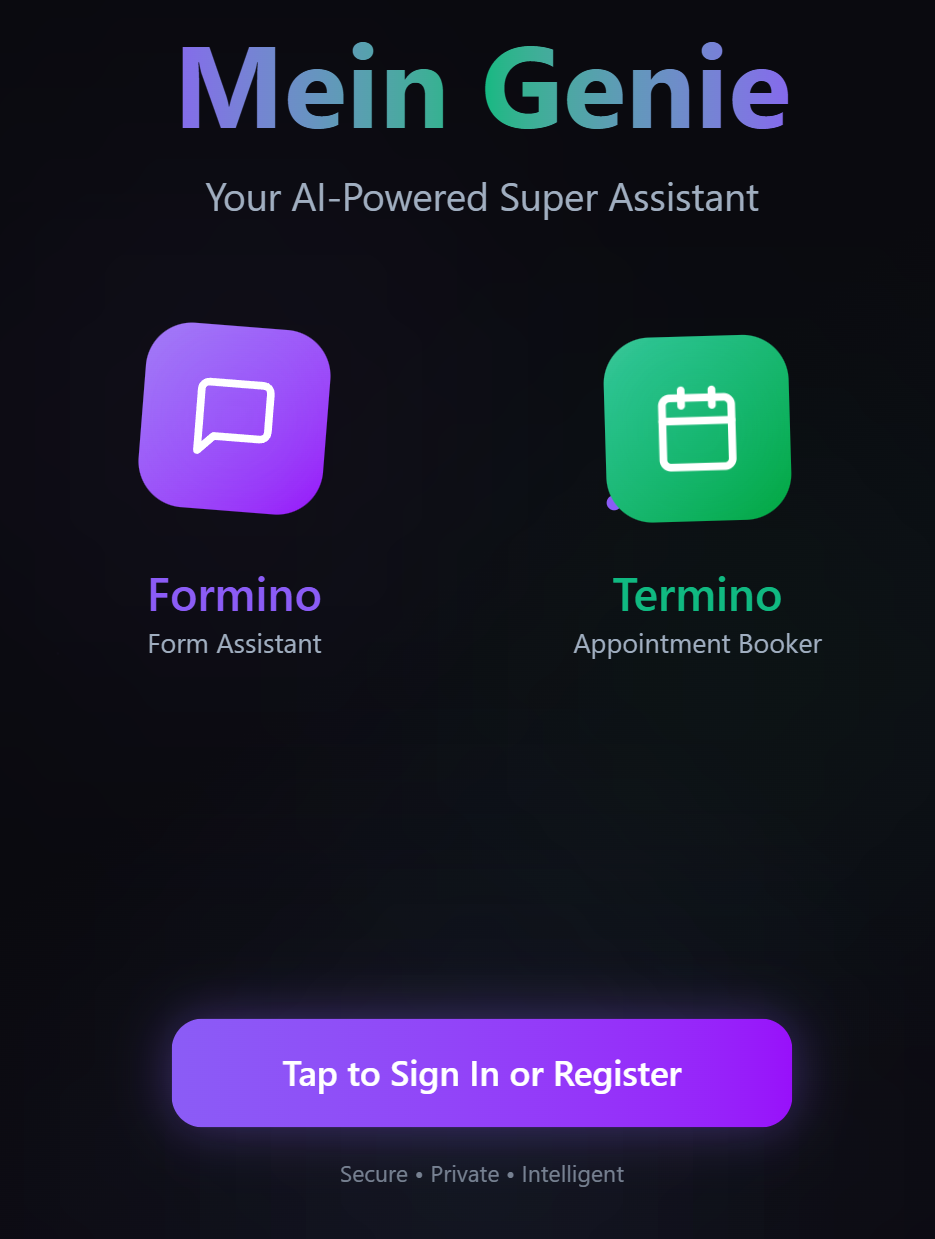 Mein Genie
Your AI-Powered Super Assistant
Formino
Form Assistant
Termino
Appointment Booker
Tap to Sign In or Register
Secure • Private • Intelligent